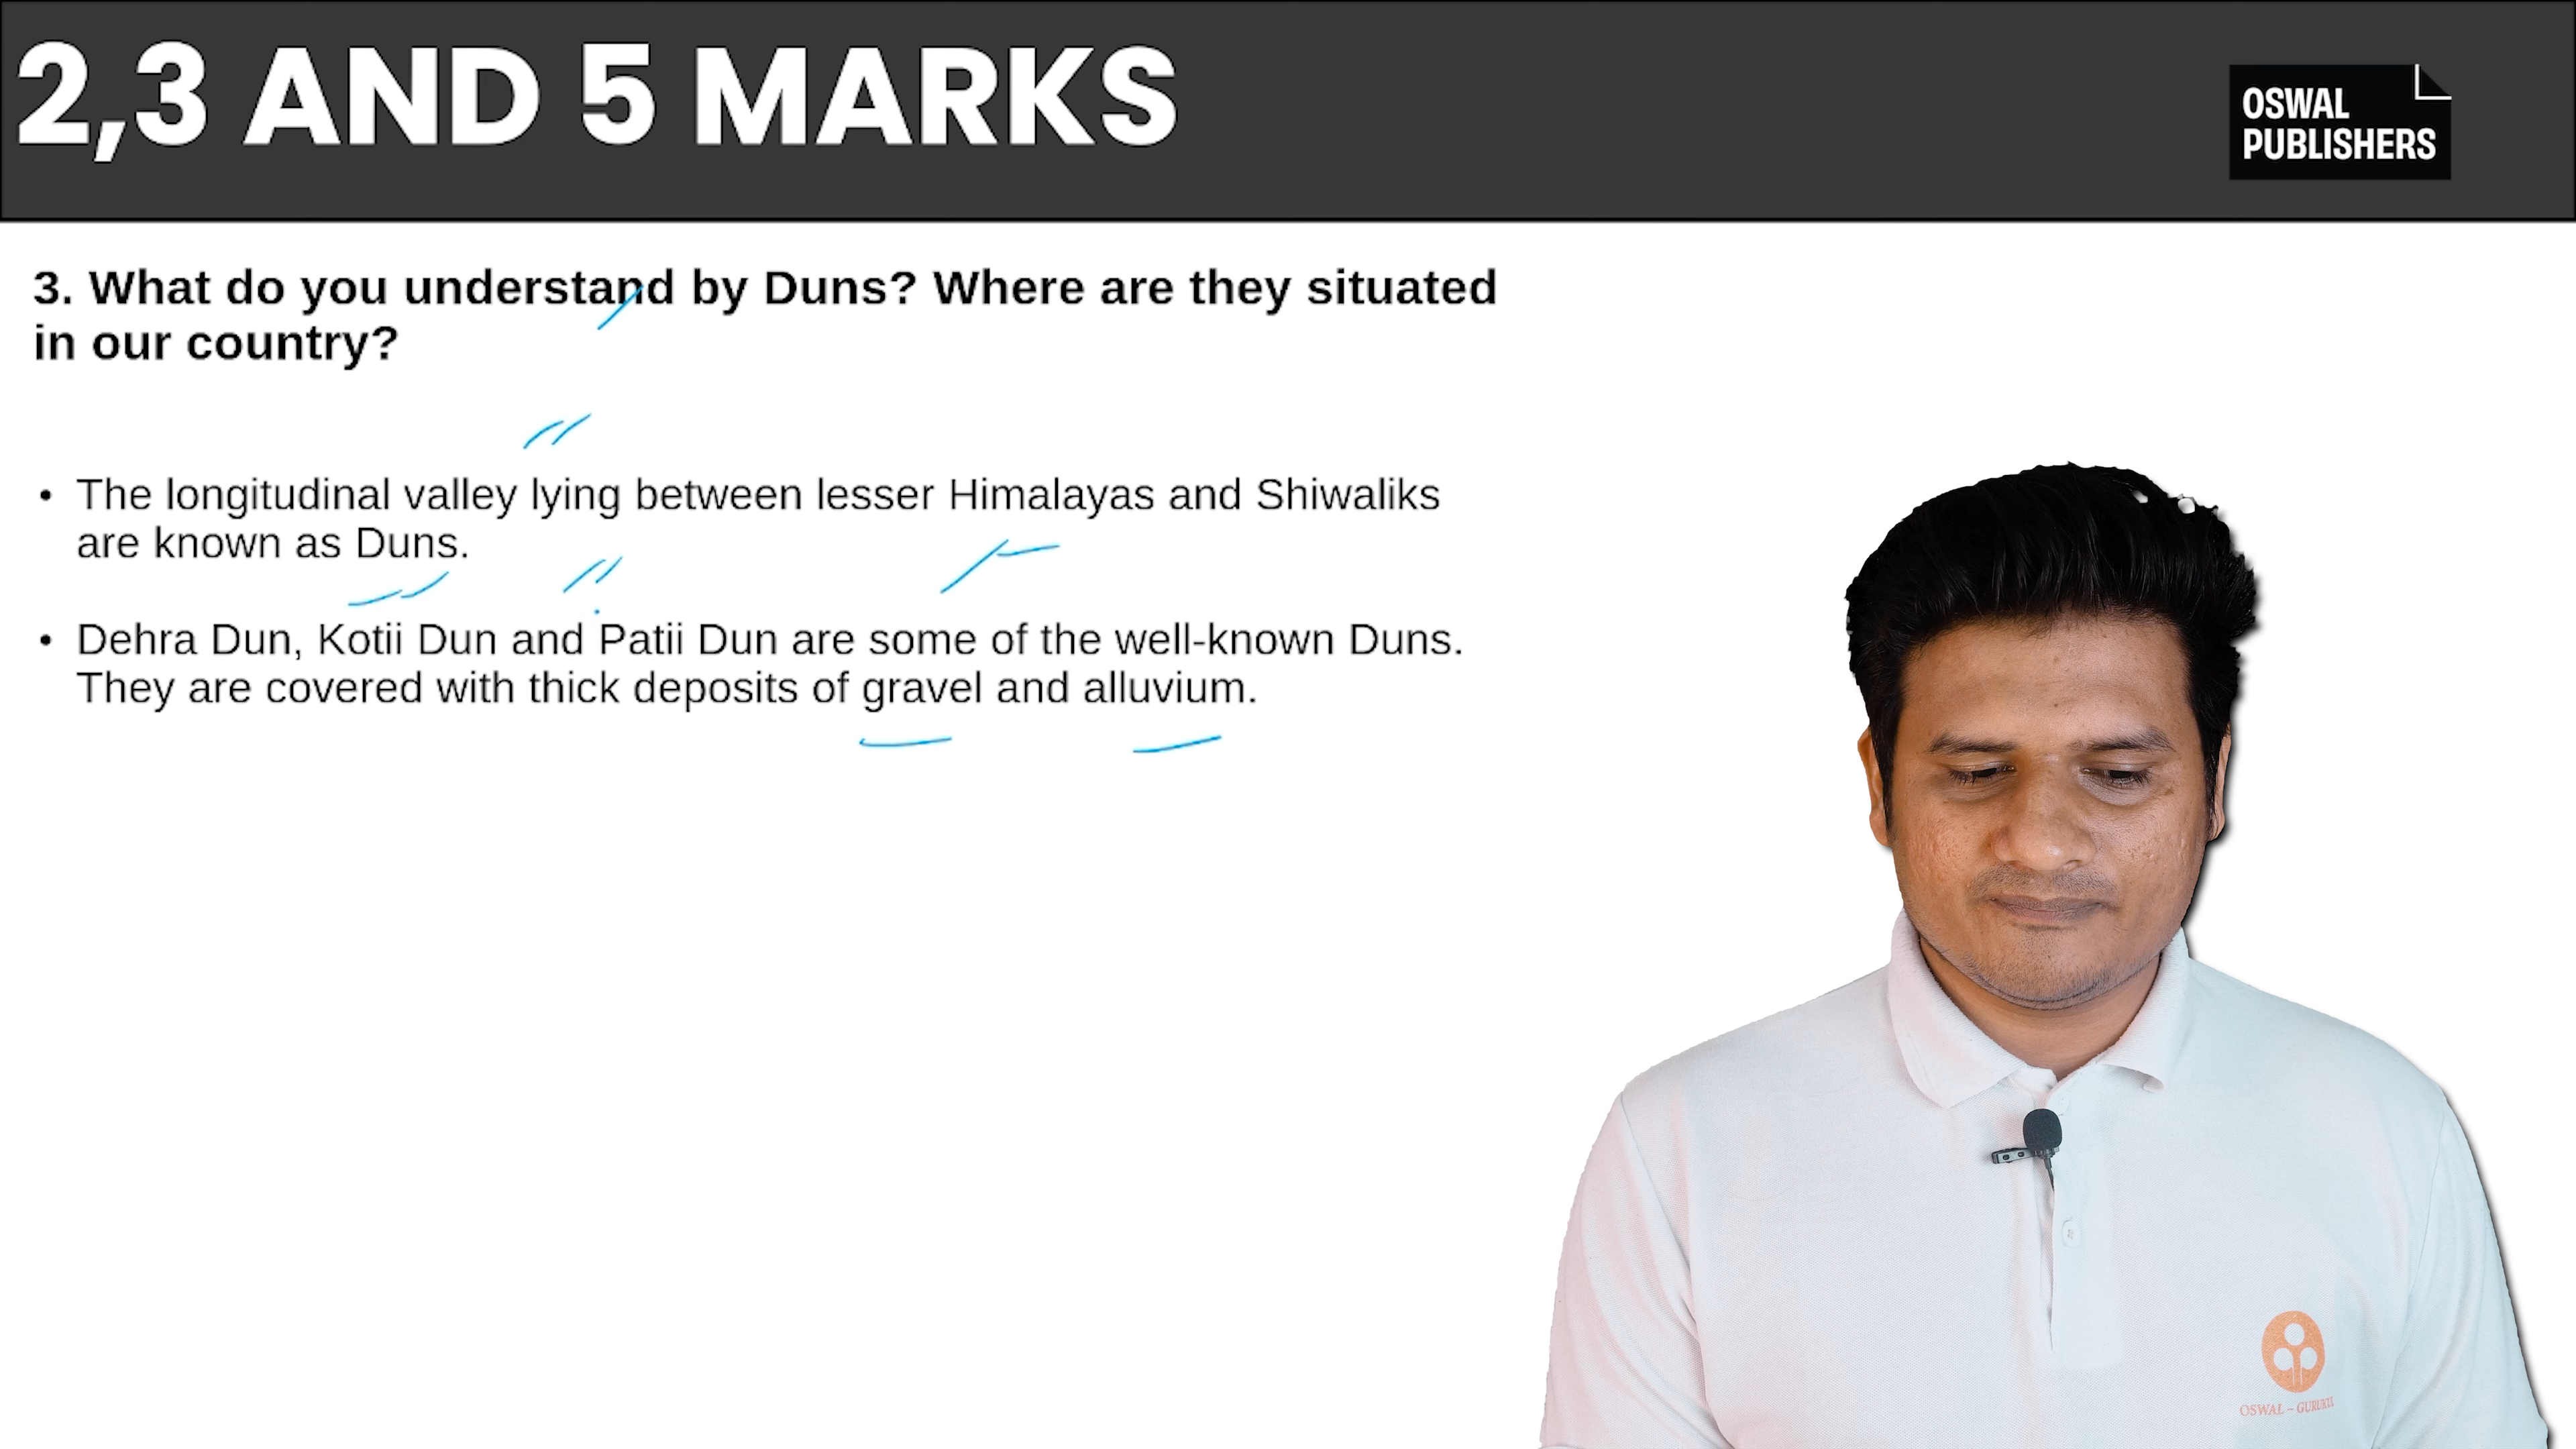 2,3 AND 5 MARKS
OSWAL
PUBLISHERS
3. What do you understand by Duns? Where are they situated
in our country?
• The longitudinal valley lying between lesser Himalayas and Shiwaliks
are known as Duns.
• Dehra Dun, Kotii Dun and Patii Dun are some of the well-known Duns.
They are covered with thick deposits of gravel and alluvium.
OSWAL – GURUKUL